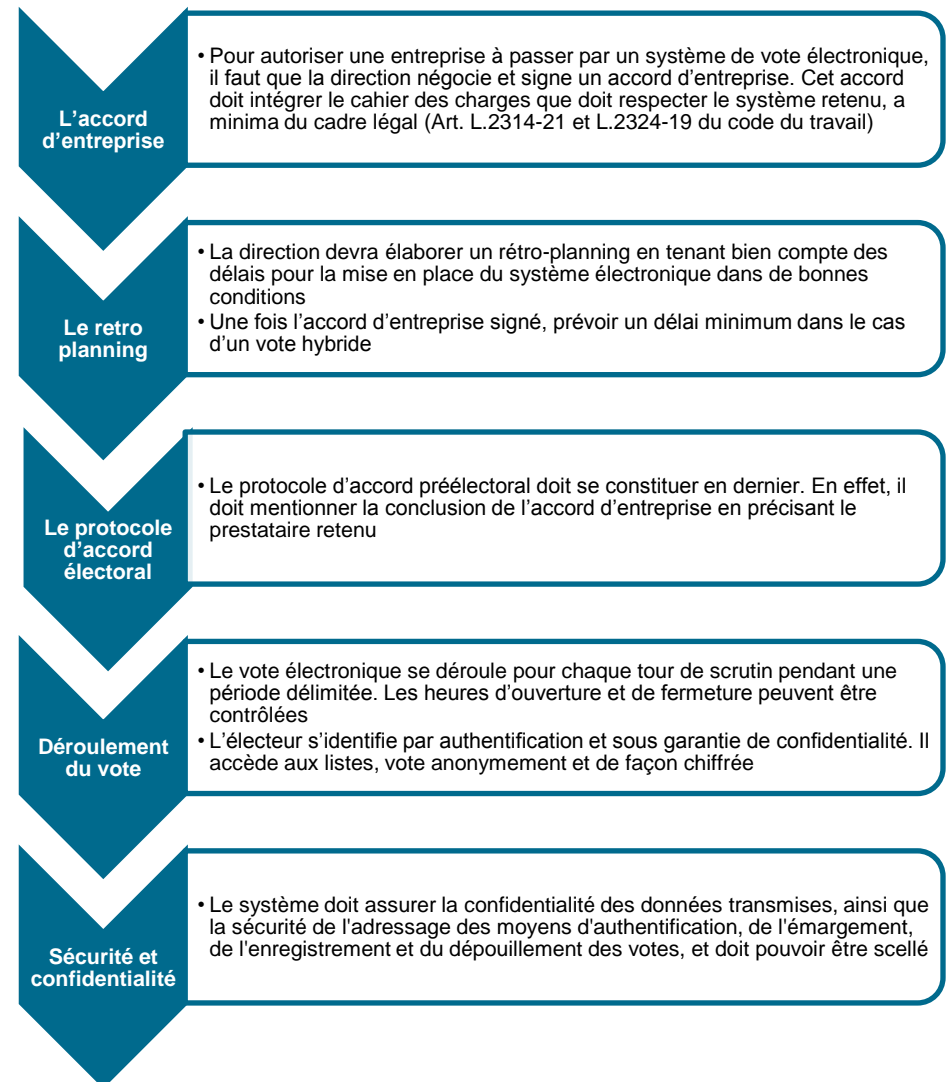 L’accord
d’entreprise
• Pour autoriser une entreprise à passer par un système de vote électronique,
il faut que la direction négocie et signe un accord d’entreprise. Cet accord
doit intégrer le cahier des charges que doit respecter le système retenu, a
minima du cadre légal (Art. L.2314-21 et L.2324-19 du code du travail)
Le retro
planning
• La direction devra élaborer un rétro-planning en tenant bien compte des
délais pour la mise en place du système électronique dans de bonnes
conditions
• Une fois l’accord d’entreprise signé, prévoir un délai minimum dans le cas
d’un vote hybride
Le protocole
d’accord
électoral
• Le protocole d’accord préélectoral doit se constituer en dernier. En effet, il
doit mentionner la conclusion de l’accord d’entreprise en précisant le
prestataire retenu
Déroulement
du vote
• Le vote électronique se déroule pour chaque tour de scrutin pendant une
période délimitée. Les heures d’ouverture et de fermeture peuvent être
contrôlées
• L’électeur s’identifie par authentification et sous garantie de confidentialité. Il
accède aux listes, vote anonymement et de façon chiffrée
Sécurité et
confidentialité
• Le système doit assurer la confidentialité des données transmises, ainsi que
la sécurité de l'adressage des moyens d'authentification, de l'émargement,
de l'enregistrement et du dépouillement des votes, et doit pouvoir être scellé